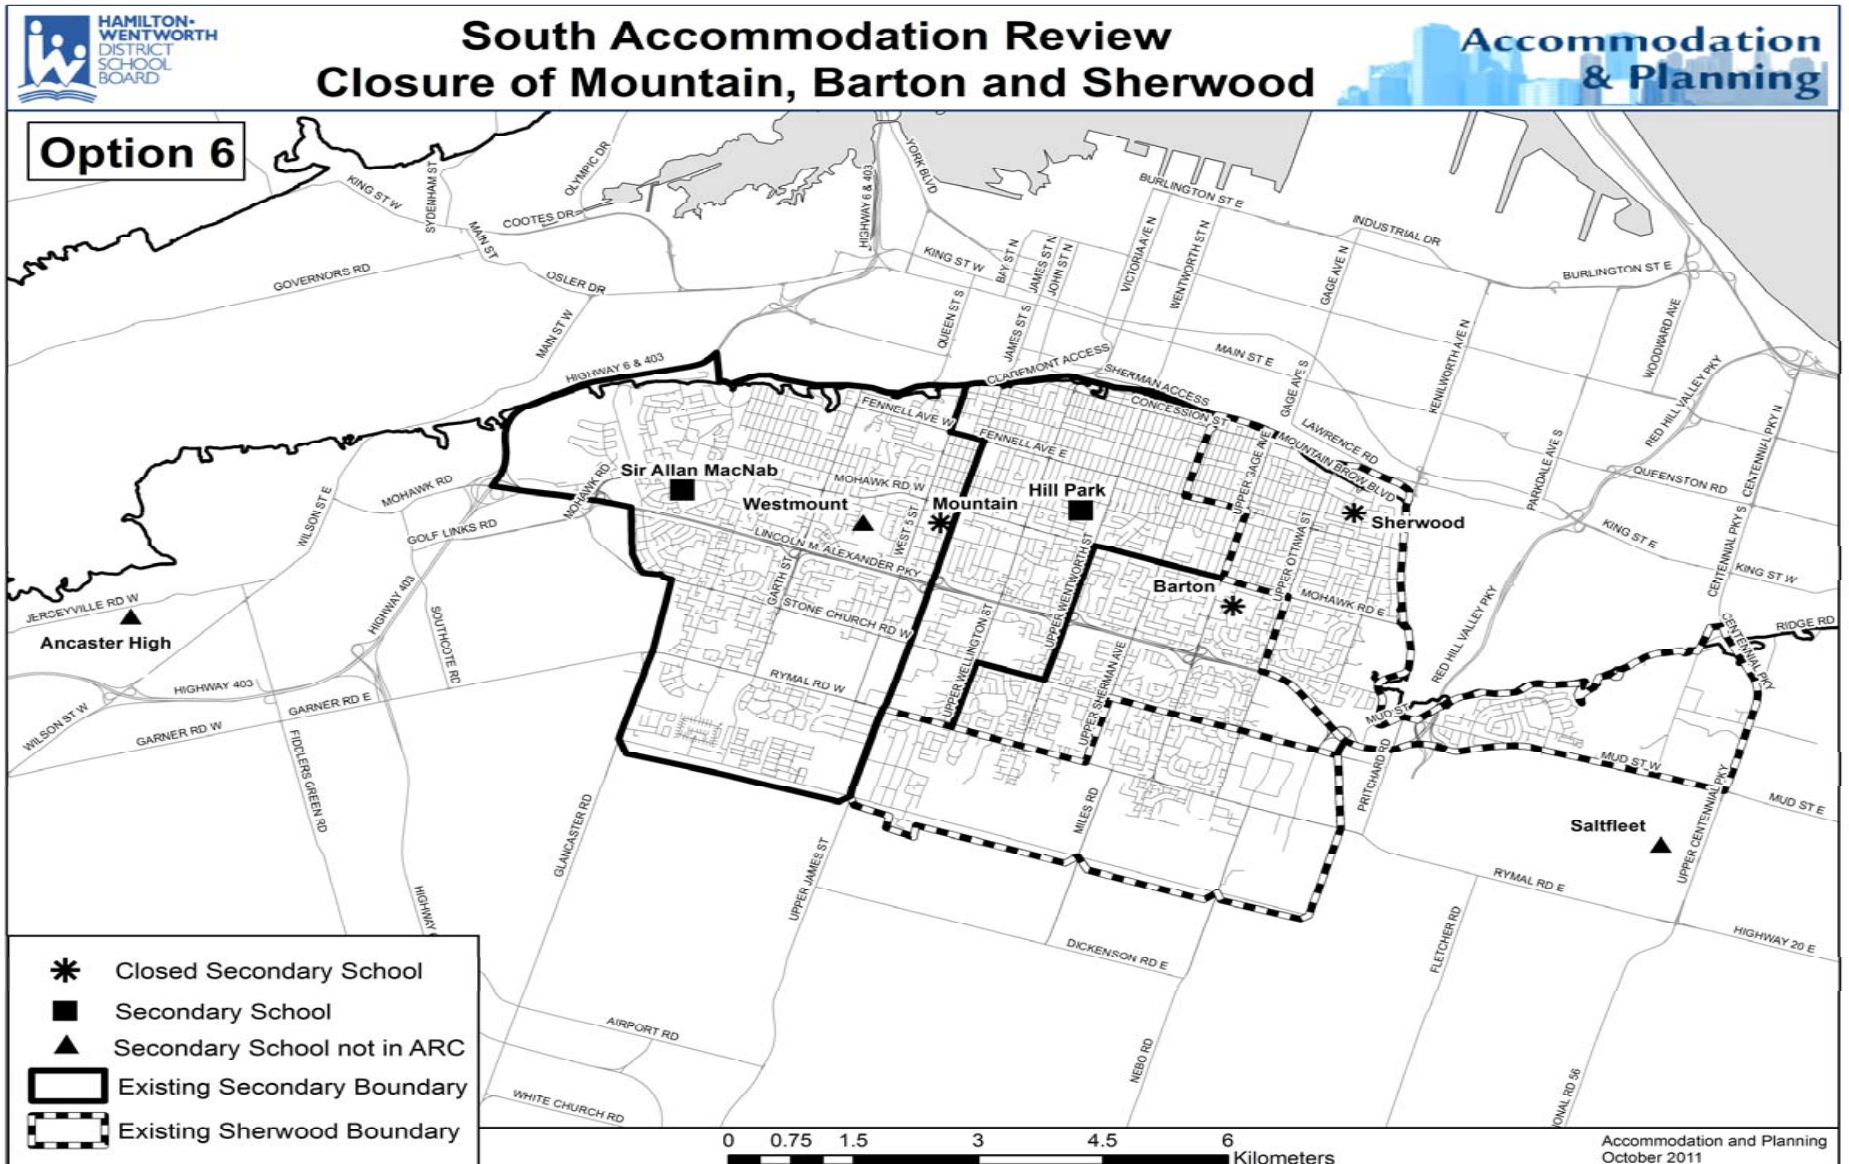 HAMILTON-
WENTWORTH
DISTRICT
SCHOOL
BOARD
South Accommodation Review
Closure of Mountain, Barton and Sherwood
Accommodation
& Planning
Option 6
KING ST W
SYDENHAM ST
OLYMPIC DR
COOTES DR
MAIN ST
GOVERNORS RD
OSLER DR
MAIN ST W
HIGHWAY 6 & 403
HIGHWAY 6 & 403
YORK BLVD
KING ST W
BAY ST N
JAMES ST N
JOHN ST N
QUEEN ST S
JAMES ST S
VICTORIA AVE N
WENTWORTH ST N
BURLINGTON ST E
INDUSTRIAL DR
GAGE AVE N
BURLINGTON ST E
WOODWARD AVE
KENILWORTH AVE N
MAIN ST E
GAGE AVE S
CLAREMONT ACCESS
SHERMAN ACCESS
CONCESSION ST
LAWRENCE RD
MOUNTAIN BROW BLVD
PARKDALE AVE S
RED HILL VALLEY PKY
CENTENNIAL PKY N
QUEENSTON RD
KING ST E
CENTENNIAL PKY S
KING ST W
RIDGE RD
CENTENNIAL PKY
FENNELL AVE W
FENNELL AVE E
UPPER GAGE AVE
Sir Allan MacNab
Westmount
Mountain
Hill Park
Sherwood
Barton
MOHAWK RD W
WEST 5 ST
MOHAWK RD
MOHAWK RD
GOLF LINKS RD
WILSON ST E
LINCOLN M. ALEXANDER PKY
GARTH ST
STONE CHURCH RD W
UPPER WENTWORTH ST
UPPER WELLINGTON ST
UPPER OTTAWA ST
MOHAWK RD E
RED HILL VALLEY PKY
JERSEYVILLE RD W
Ancaster High
HIGHWAY 403
SOUTHCOTE RD
HIGHWAY 403
GARNER RD E
GARNER RD W
WILSON ST W
FIDDLERS GREEN RD
RYMAL RD W
UPPER SHERMAN AVE
MUD ST
PRITCHARD RD
MUD ST W
MUD ST E
Saltfleet
UPPER CENTENNIAL PKY
GLANCASTER RD
UPPER JAMES ST
MILES RD
RYMAL RD E
FLETCHER RD
HIGHWAY 20 E
DICKENSON RD E
HIGHWAY
NEBO RD
ONAL RD 56
AIRPORT RD
WHITE CHURCH RD
Closed Secondary School
Secondary School
Secondary School not in ARC
Existing Secondary Boundary
Existing Sherwood Boundary
0 0.75 1.5 3 4.5 6
Kilometers
Accommodation and Planning
October 2011